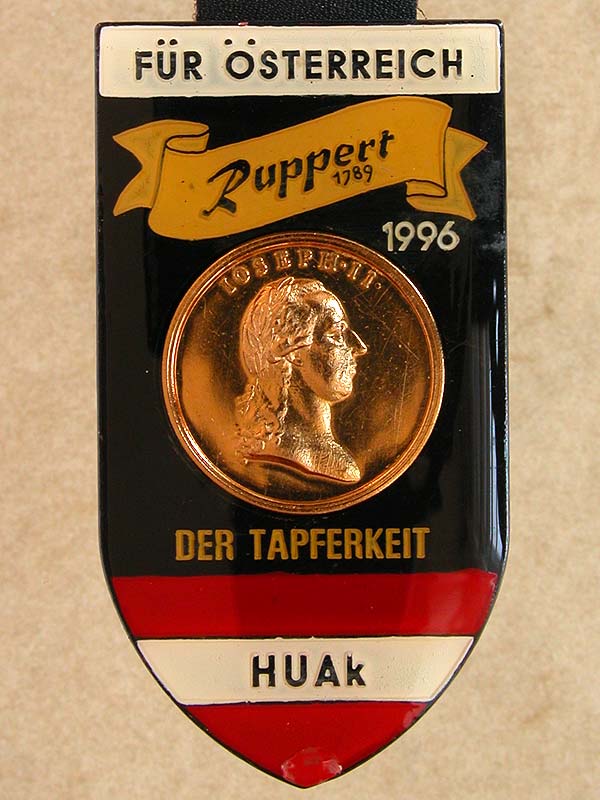 FÜR ÖSTERREICH
Ruppert
1789
1996
IOSEPH·II·
DER TAPFERKEIT
HUAk